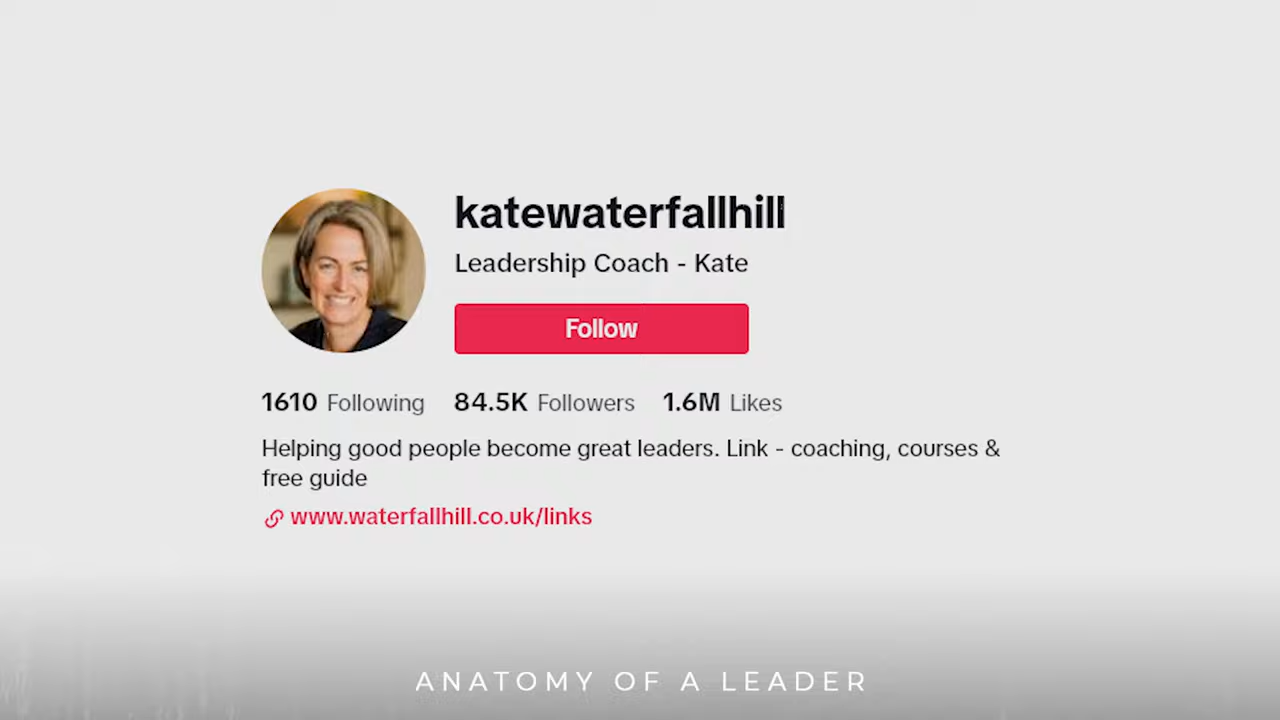 katewaterfallhill
Leadership Coach - Kate
Follow
1610 Following 84.5K Followers 1.6M Likes
Helping good people become great leaders. Link - coaching, courses &
free guide
www.waterfallhill.co.uk/links
ANATOMY OF A LEADER